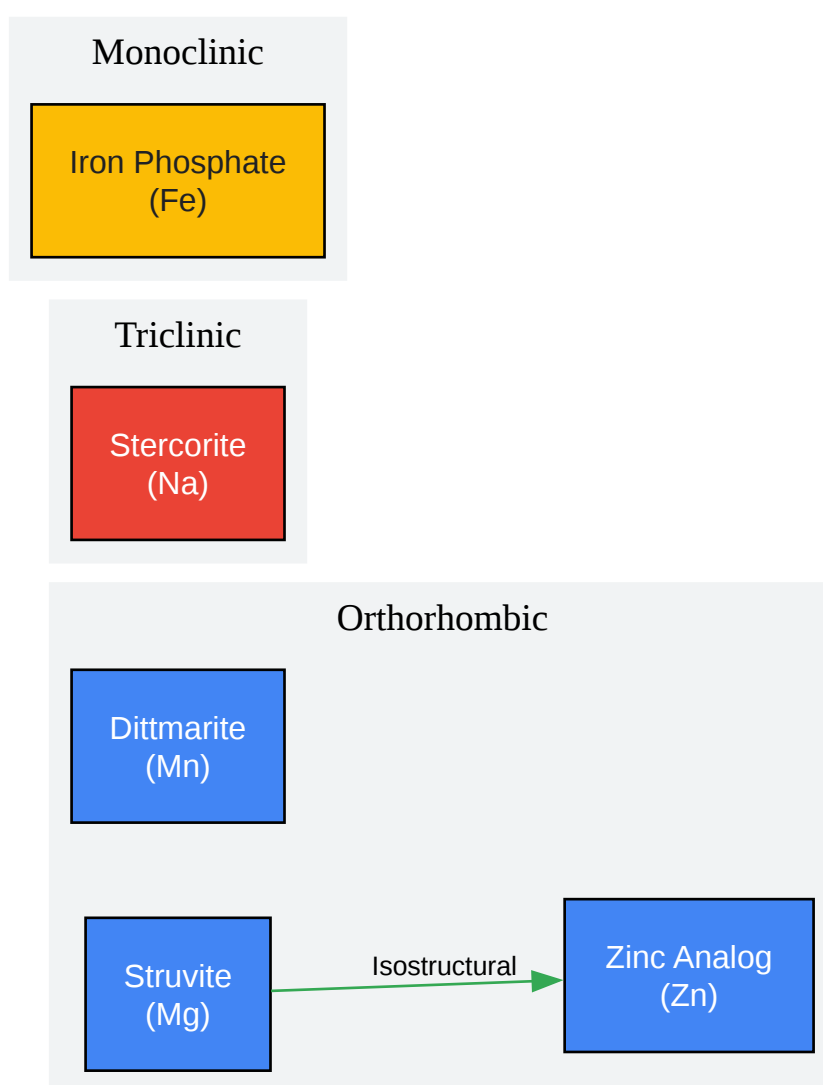 Monoclinic
Iron Phosphate
(Fe)
Triclinic
Stercorite
(Na)
Orthorhombic
Dittmarite
(Mn)
Struvite
(Mg)
Isostructural
Zinc Analog
(Zn)